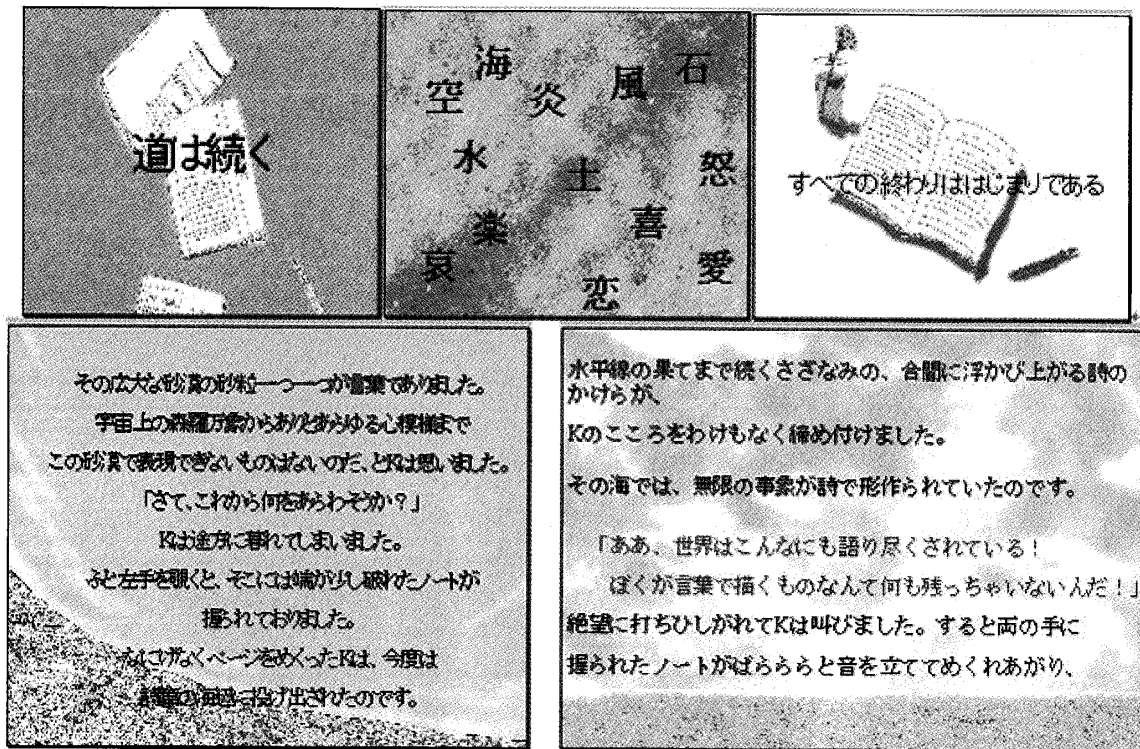 道は続く
海
空
炎
風
石
水
土
怒
楽
喜
哀
恋
愛
すべての終わりははじまりである
その広大な砂漠の砂粒一つ一つが言葉でありました。
宇宙上の森羅万象からありとあらゆる心模様まで
この砂漠で表現できないものはないのだ、とKは思いました。
「さて、これから何をあらわそうか?」
Kは途方に暮れてしまいました。
ふと左手を覗くと、そこには端が少し破れたノートが
握られておりました。
なにげなくページをめくったKは、今度は
詩篇の海辺に投げ出されたのです。
水平線の果てまで続くさざなみの、合間に浮かび上がる詩の
かけらが、
Kのこころをわけもなく締め付けました。
その海では、無限の事象が詩で形作られていたのです。
「ああ、世界はこんなにも語り尽くされている!
ぼくが言葉で描くものなんて何も残っちゃいないんだ!」
絶望に打ちひしがれてKは叫びました。すると両の手に
握られたノートがぱらららと音を立ててめくれあがり、